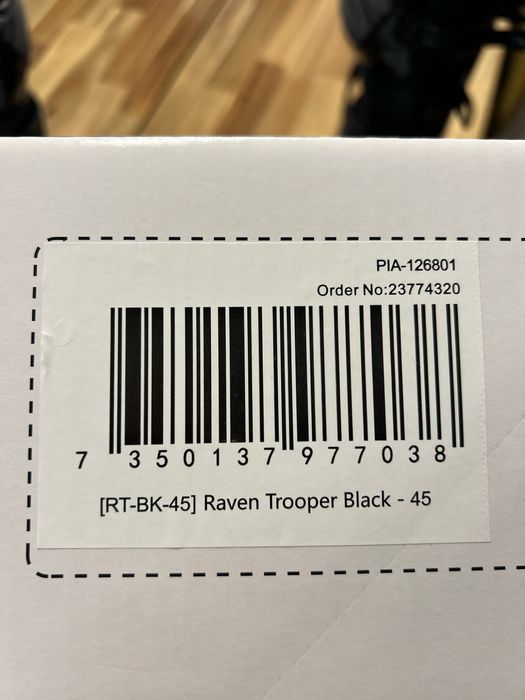 PIA-126801
Order No:23774320
7 350137 977038
[RT-BK-45] Raven Trooper Black - 45